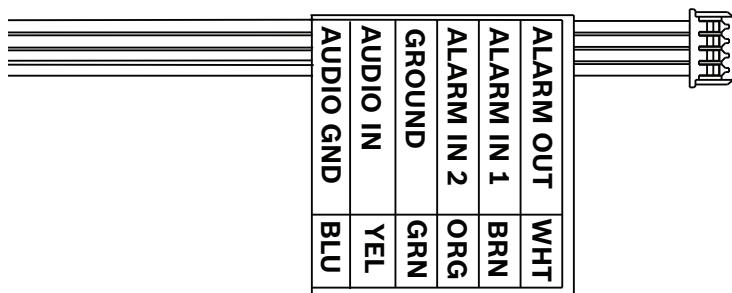 ALARM OUT WHT
ALARM IN 1 BRN
ALARM IN 2 ORG
GROUND GRN
AUDIO IN YEL
AUDIO GND BLU